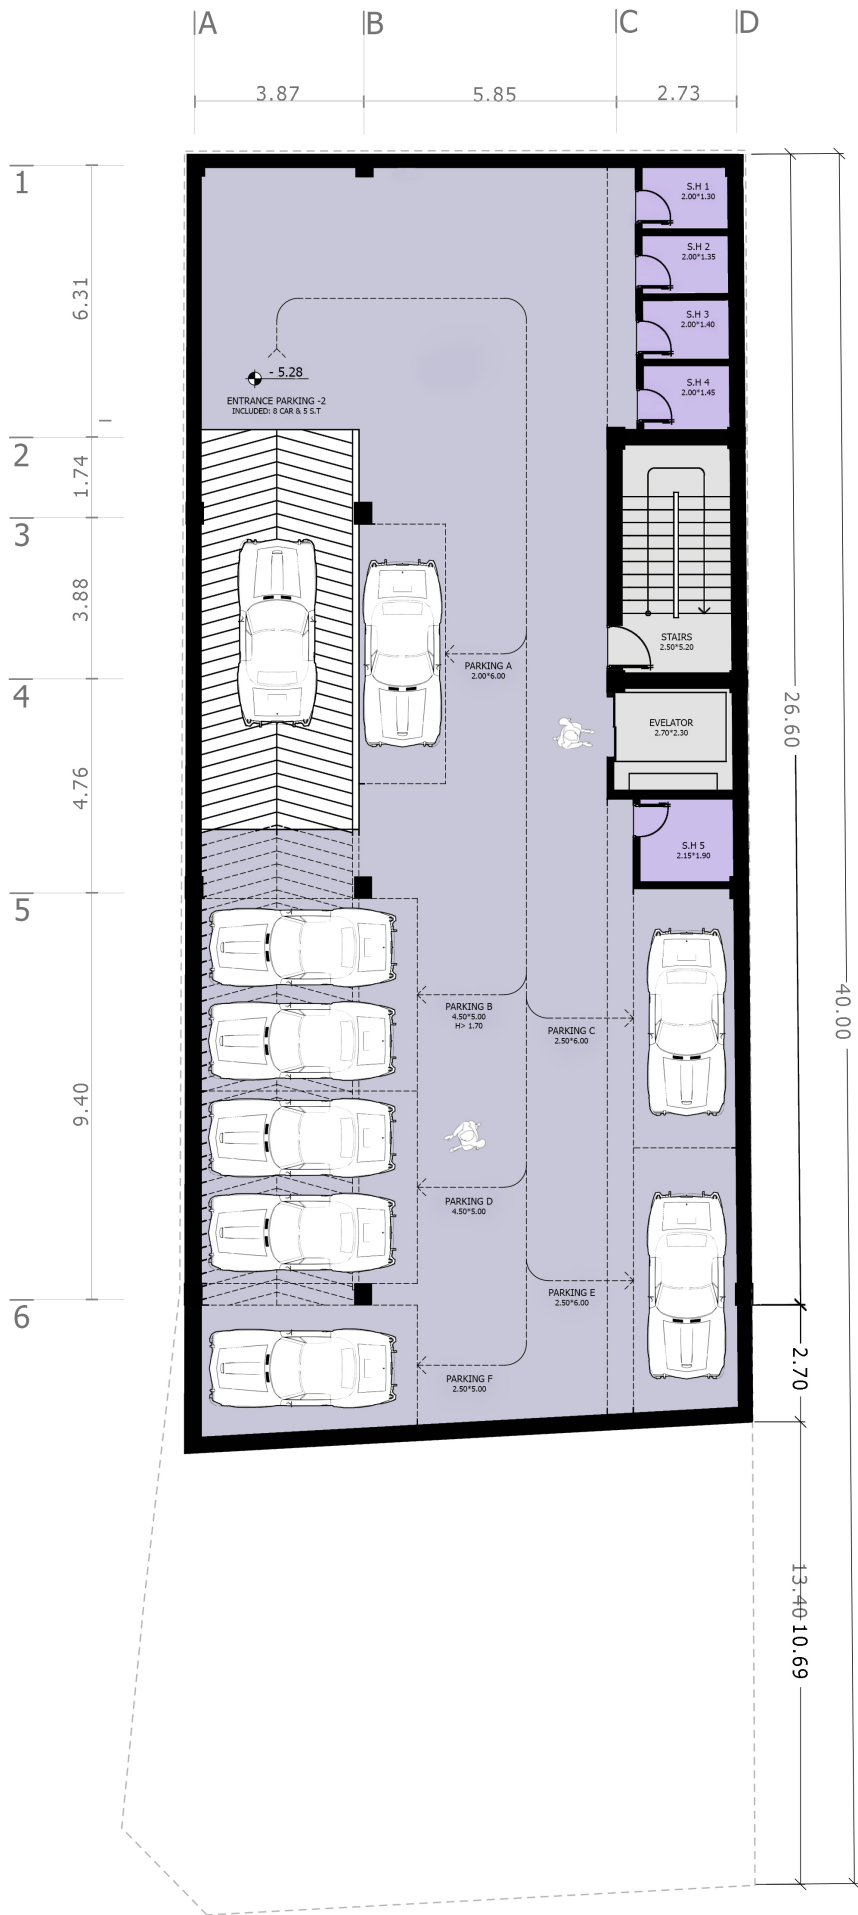 A
B
C
D
3.87
5.85
2.73
1
6.31
2
1.74
3
3.88
4
4.76
5
9.40
6
S.H 1
2.00*1.30
S.H 2
2.00*1.35
S.H 3
2.00*1.40
S.H 4
2.00*1.45
- 5.28
ENTRANCE PARKING -2
INCLUDED: 8 CAR & 5 S.T
STAIRS
2.50*5.20
PARKING A
2.00*6.00
EVELATOR
2.70*2.30
S.H 5
2.15*1.90
PARKING B
4.50*5.00
H> 1.70
PARKING C
2.50*6.00
PARKING D
4.50*5.00
PARKING E
2.50*6.00
PARKING F
2.50*5.00
26.60
40.00
2.70
13.40
10.69